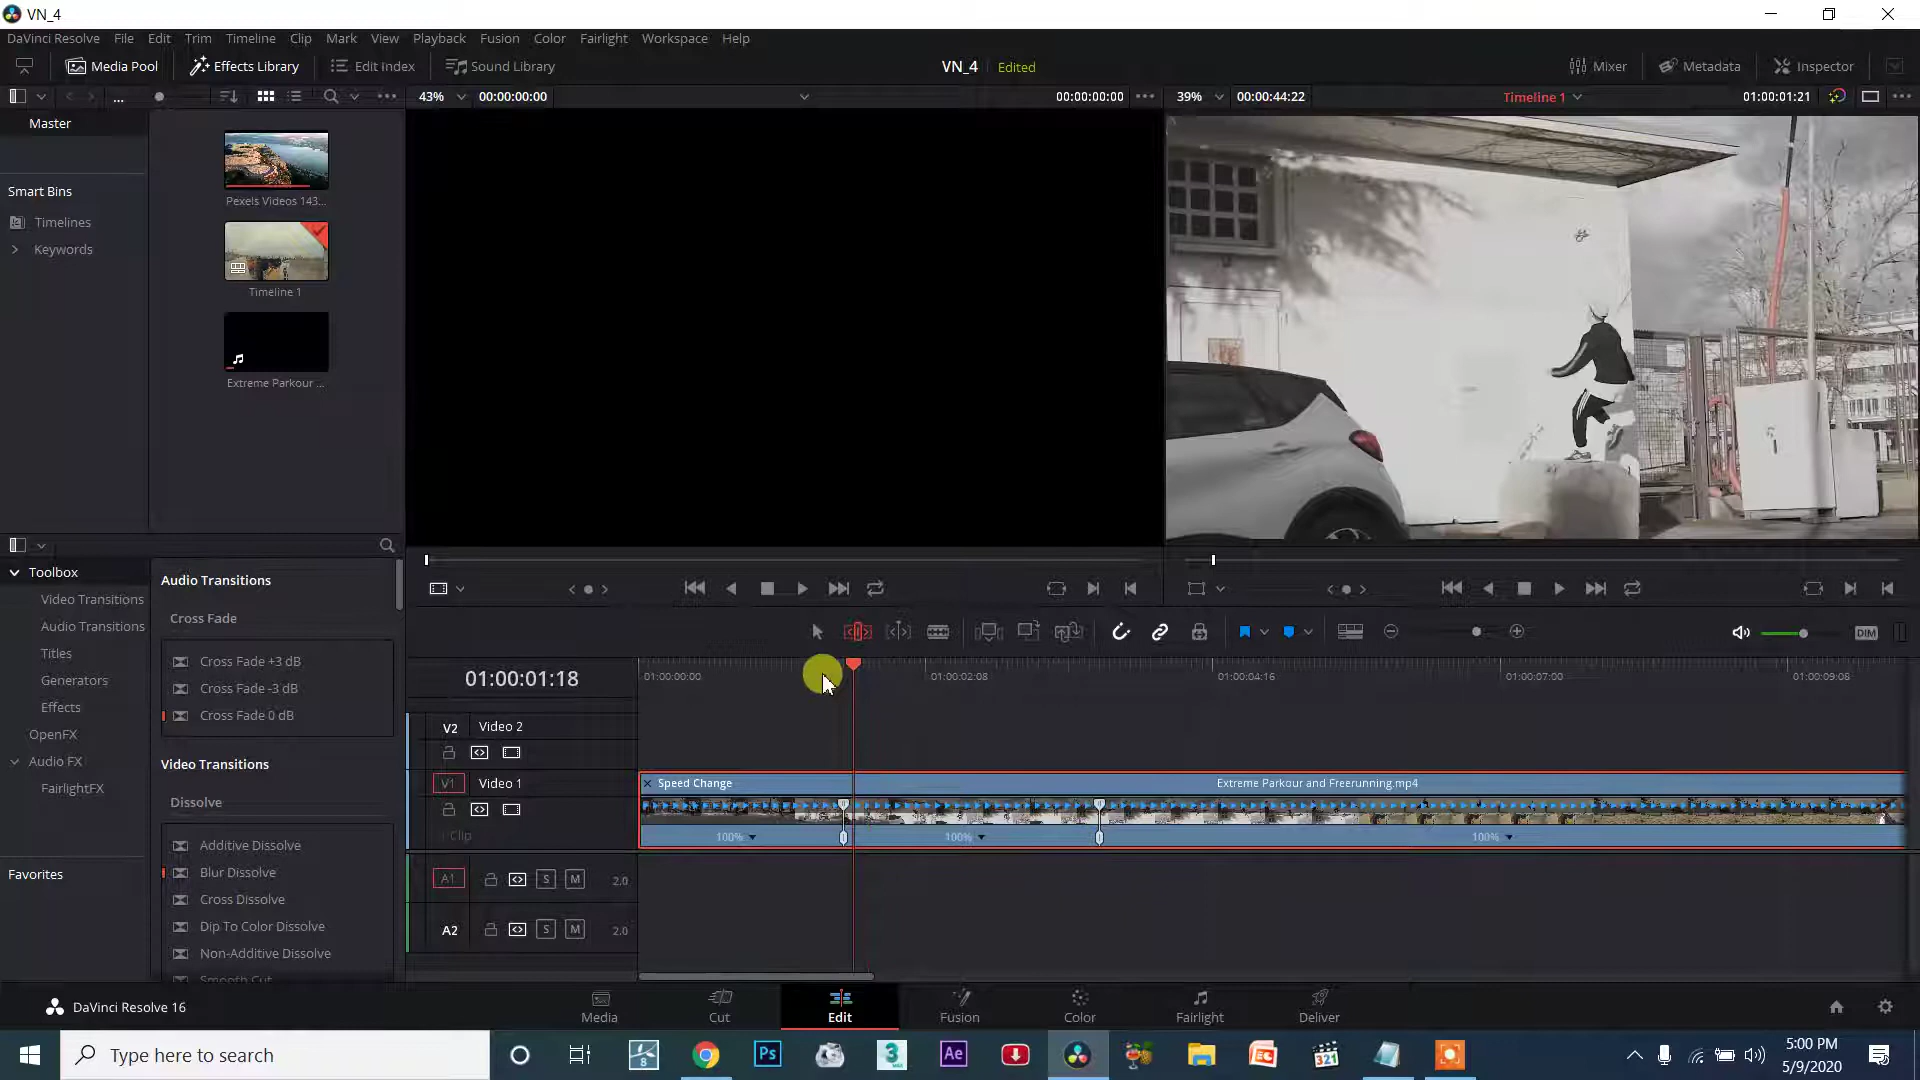 VN_4
DaVinci Resolve File Edit Trim Timeline Clip Mark View Playback Fusion Color Fairlight Workspace Help
Media Pool Effects Library Edit Index Sound Library VN_4 Edited Mixer Metadata Inspector
... 43% 00:00:00:00 00:00:00:00 39% 00:00:44:22 Timeline 1 01:00:01:21
Master
Smart Bins
Timelines
Keywords
Pexels Videos 143...
Timeline 1
Extreme Parkour ...
Toolbox
Video Transitions
Audio Transitions
Titles
Generators
Effects
OpenFX
Audio FX
FairlightFX
Favorites
Audio Transitions
Cross Fade
Cross Fade +3 dB
Cross Fade -3 dB
Cross Fade 0 dB
Video Transitions
Dissolve
Additive Dissolve
Blur Dissolve
Cross Dissolve
Dip To Color Dissolve
Non-Additive Dissolve
Smooth Cut
DIM
01:00:01:18 01:00:00:00 01:00:02:08 01:00:04:16 01:00:07:00 01:00:09:08
V2 Video 2
V1 Video 1 Speed Change Extreme Parkour and Freerunning.mp4
Clip 100% 100% 100%
A1 S M 2.0
A2 S M 2.0
DaVinci Resolve 16 Media Cut Edit Fusion Color Fairlight Deliver
Type here to search
Ps
Ae
321
5:00 PM
5/9/2020